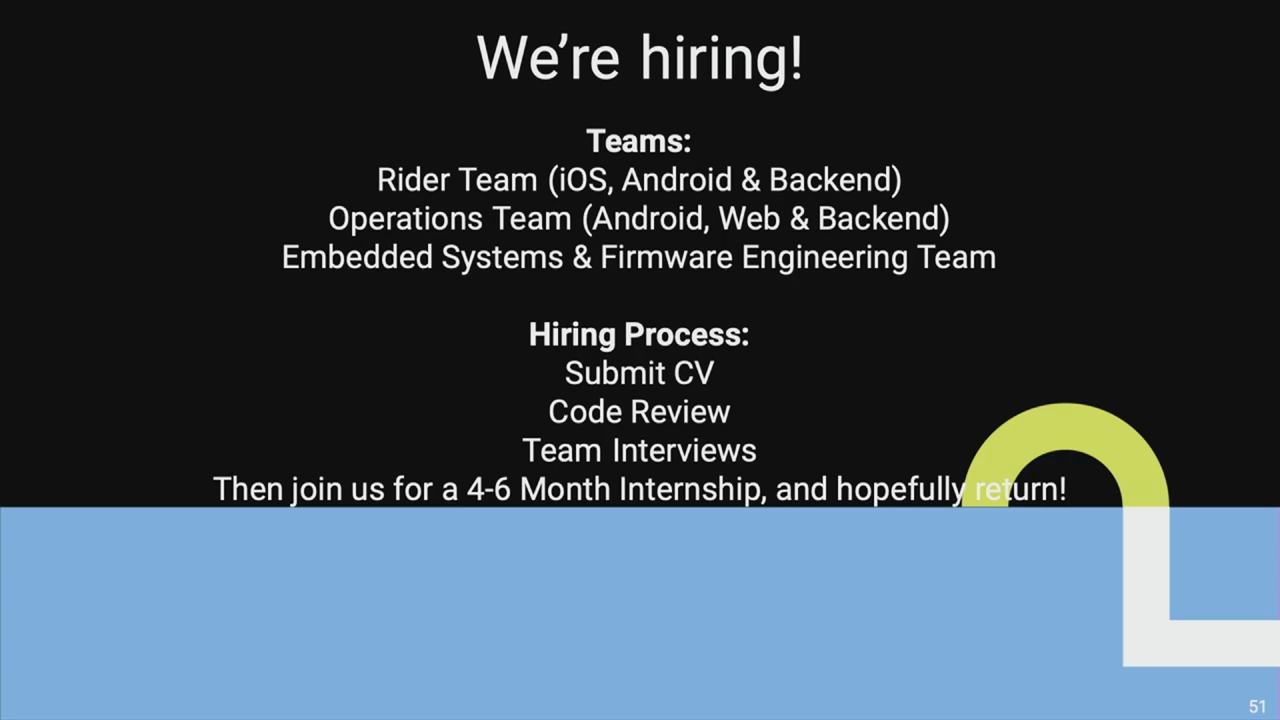 We’re hiring!
Teams:
Rider Team (iOS, Android & Backend)
Operations Team (Android, Web & Backend)
Embedded Systems & Firmware Engineering Team
Hiring Process:
Submit CV
Code Review
Team Interviews
Then join us for a 4-6 Month Internship, and hopefully return!
51